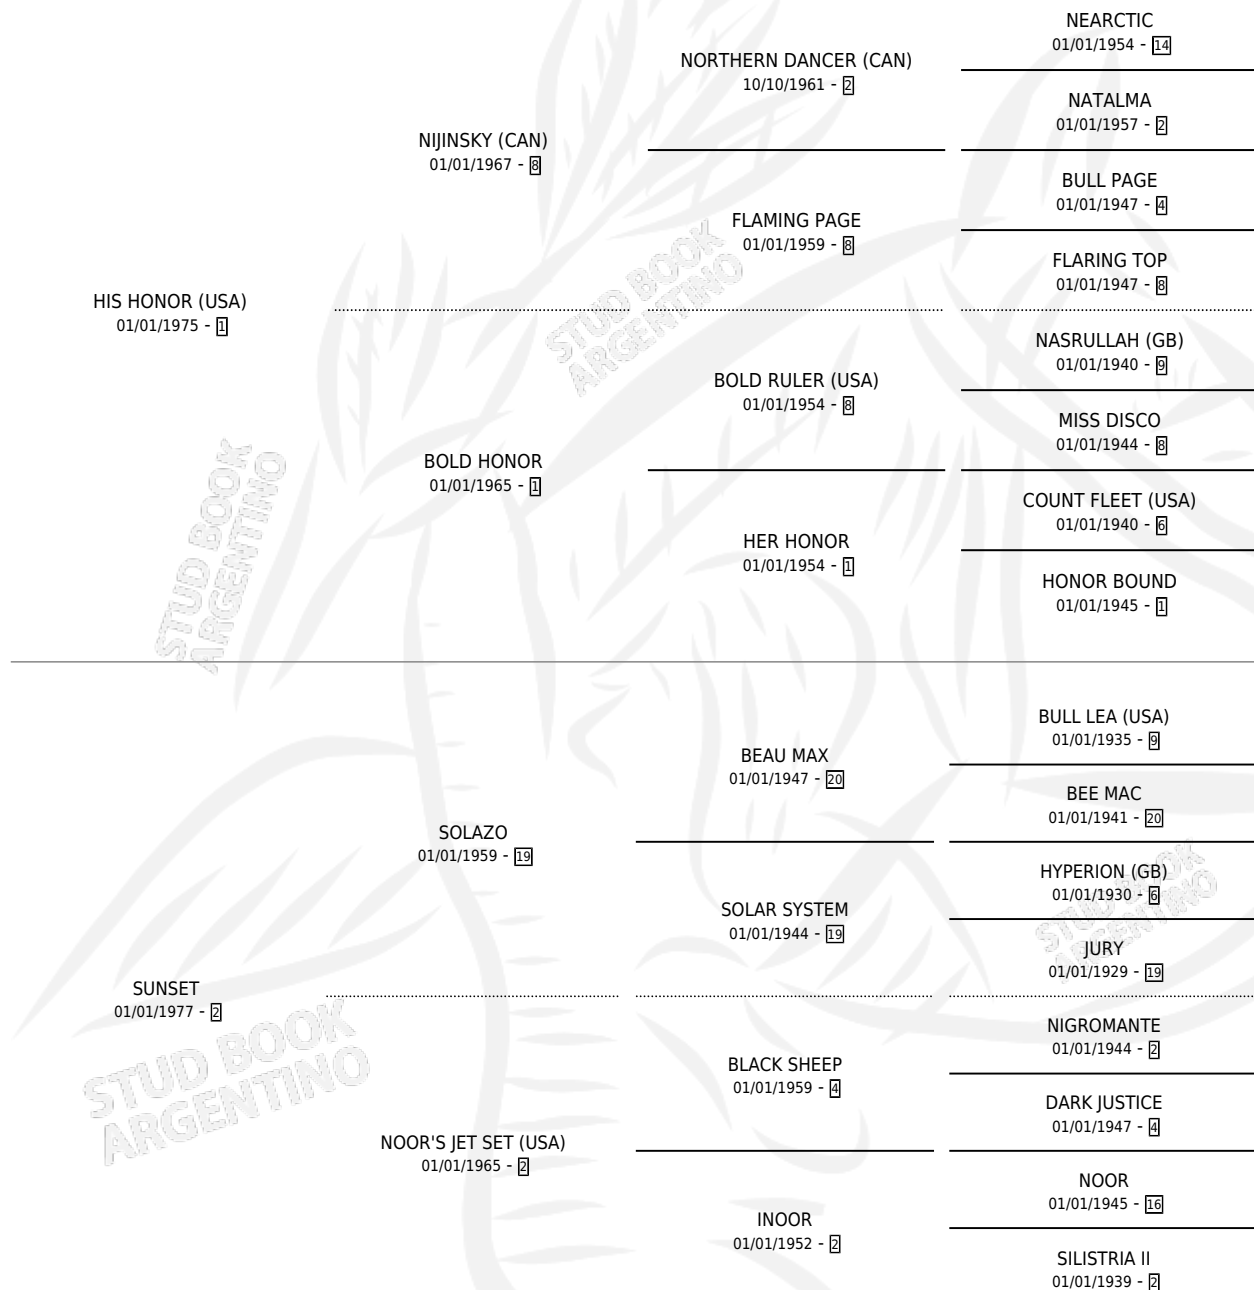 NEARCTIC
01/01/1954 - 14
NORTHERN DANCER (CAN)
10/10/1961 - 2
NATALMA
01/01/1957 - 2
NIJINSKY (CAN)
01/01/1967 - 8
BULL PAGE
01/01/1947 - 4
FLAMING PAGE
01/01/1959 - 8
FLARING TOP
01/01/1947 - 8
HIS HONOR (USA)
01/01/1975 - 1
NASRULLAH (GB)
01/01/1940 - 9
BOLD RULER (USA)
01/01/1954 - 8
MISS DISCO
01/01/1944 - 8
BOLD HONOR
01/01/1965 - 1
COUNT FLEET (USA)
01/01/1940 - 6
HER HONOR
01/01/1954 - 1
HONOR BOUND
01/01/1945 - 1
BULL LEA (USA)
01/01/1935 - 9
BEAU MAX
01/01/1947 - 20
BEE MAC
01/01/1941 - 20
SOLAZO
01/01/1959 - 19
HYPERION (GB)
01/01/1930 - 6
SOLAR SYSTEM
01/01/1944 - 19
JURY
01/01/1929 - 19
SUNSET
01/01/1977 - 2
NIGROMANTE
01/01/1944 - 2
BLACK SHEEP
01/01/1959 - 4
DARK JUSTICE
01/01/1947 - 4
NOOR'S JET SET (USA)
01/01/1965 - 2
NOOR
01/01/1945 - 16
INOOR
01/01/1952 - 2
SILISTRIA II
01/01/1939 - 2
STUD BOOK
ARGENTINO
STUD BOOK
ARGENTINO
STUD BOOK
ARGENTINO
STUD BOOK
ARGENTINO